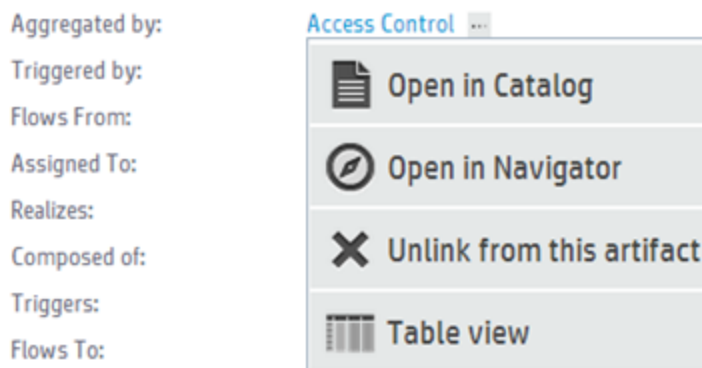 Aggregated by: Access Control ...
Triggered by:
Open in Catalog
Flows From:
Assigned To:
Open in Navigator
Realizes:
Composed of:
Unlink from this artifact
Triggers:
Flows To:
Table view